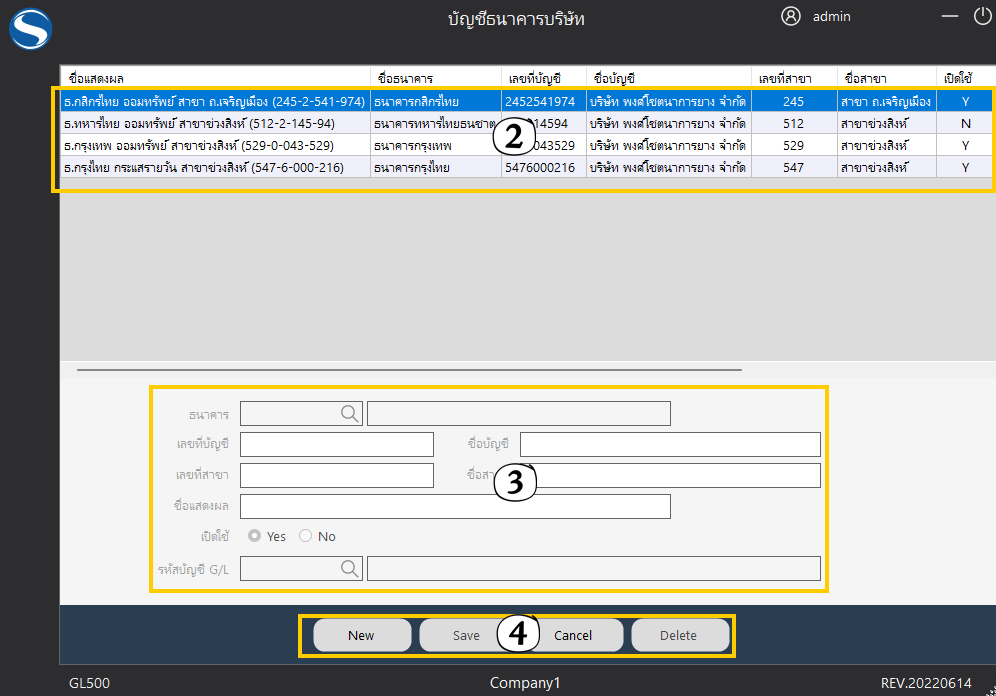 บัญชีธนาคารบริษัท
admin
ชื่อแสดงผล ชื่อธนาคาร เลขที่บัญชี ชื่อบัญชี เลขที่สาขา ชื่อสาขา เปิดใช้
ธ.กสิกรไทย ออมทรัพย์ สาขา ถ.เจริญเมือง (245-2-541-974) ธนาคารกสิกรไทย 2452541974 บริษัท พงศ์โชตนาการยาง จำกัด 245 สาขา ถ.เจริญเมือง Y
ธ.ทหารไทย ออมทรัพย์ สาขาช่วงสิงห์ (512-2-145-94) ธนาคารทหารไทยธนชาต 14594 บริษัท พงศ์โชตนาการยาง จำกัด 512 สาขาช่วงสิงห์ N
2
ธ.กรุงเทพ ออมทรัพย์ สาขาช่วงสิงห์ (529-0-043-529) ธนาคารกรุงเทพ 043529 บริษัท พงศ์โชตนาการยาง จำกัด 529 สาขาช่วงสิงห์ Y
ธ.กรุงไทย กระแสรายวัน สาขาช่วงสิงห์ (547-6-000-216) ธนาคารกรุงไทย 5476000216 บริษัท พงศ์โชตนาการยาง จำกัด 547 สาขาช่วงสิงห์ Y
ธนาคาร
เลขที่บัญชี ชื่อบัญชี
เลขที่สาขา ชื่อสา 3
ชื่อแสดงผล
เปิดใช้ Yes No
รหัสบัญชี G/L
New Save 4 Cancel Delete
GL500 Company1 REV.20220614